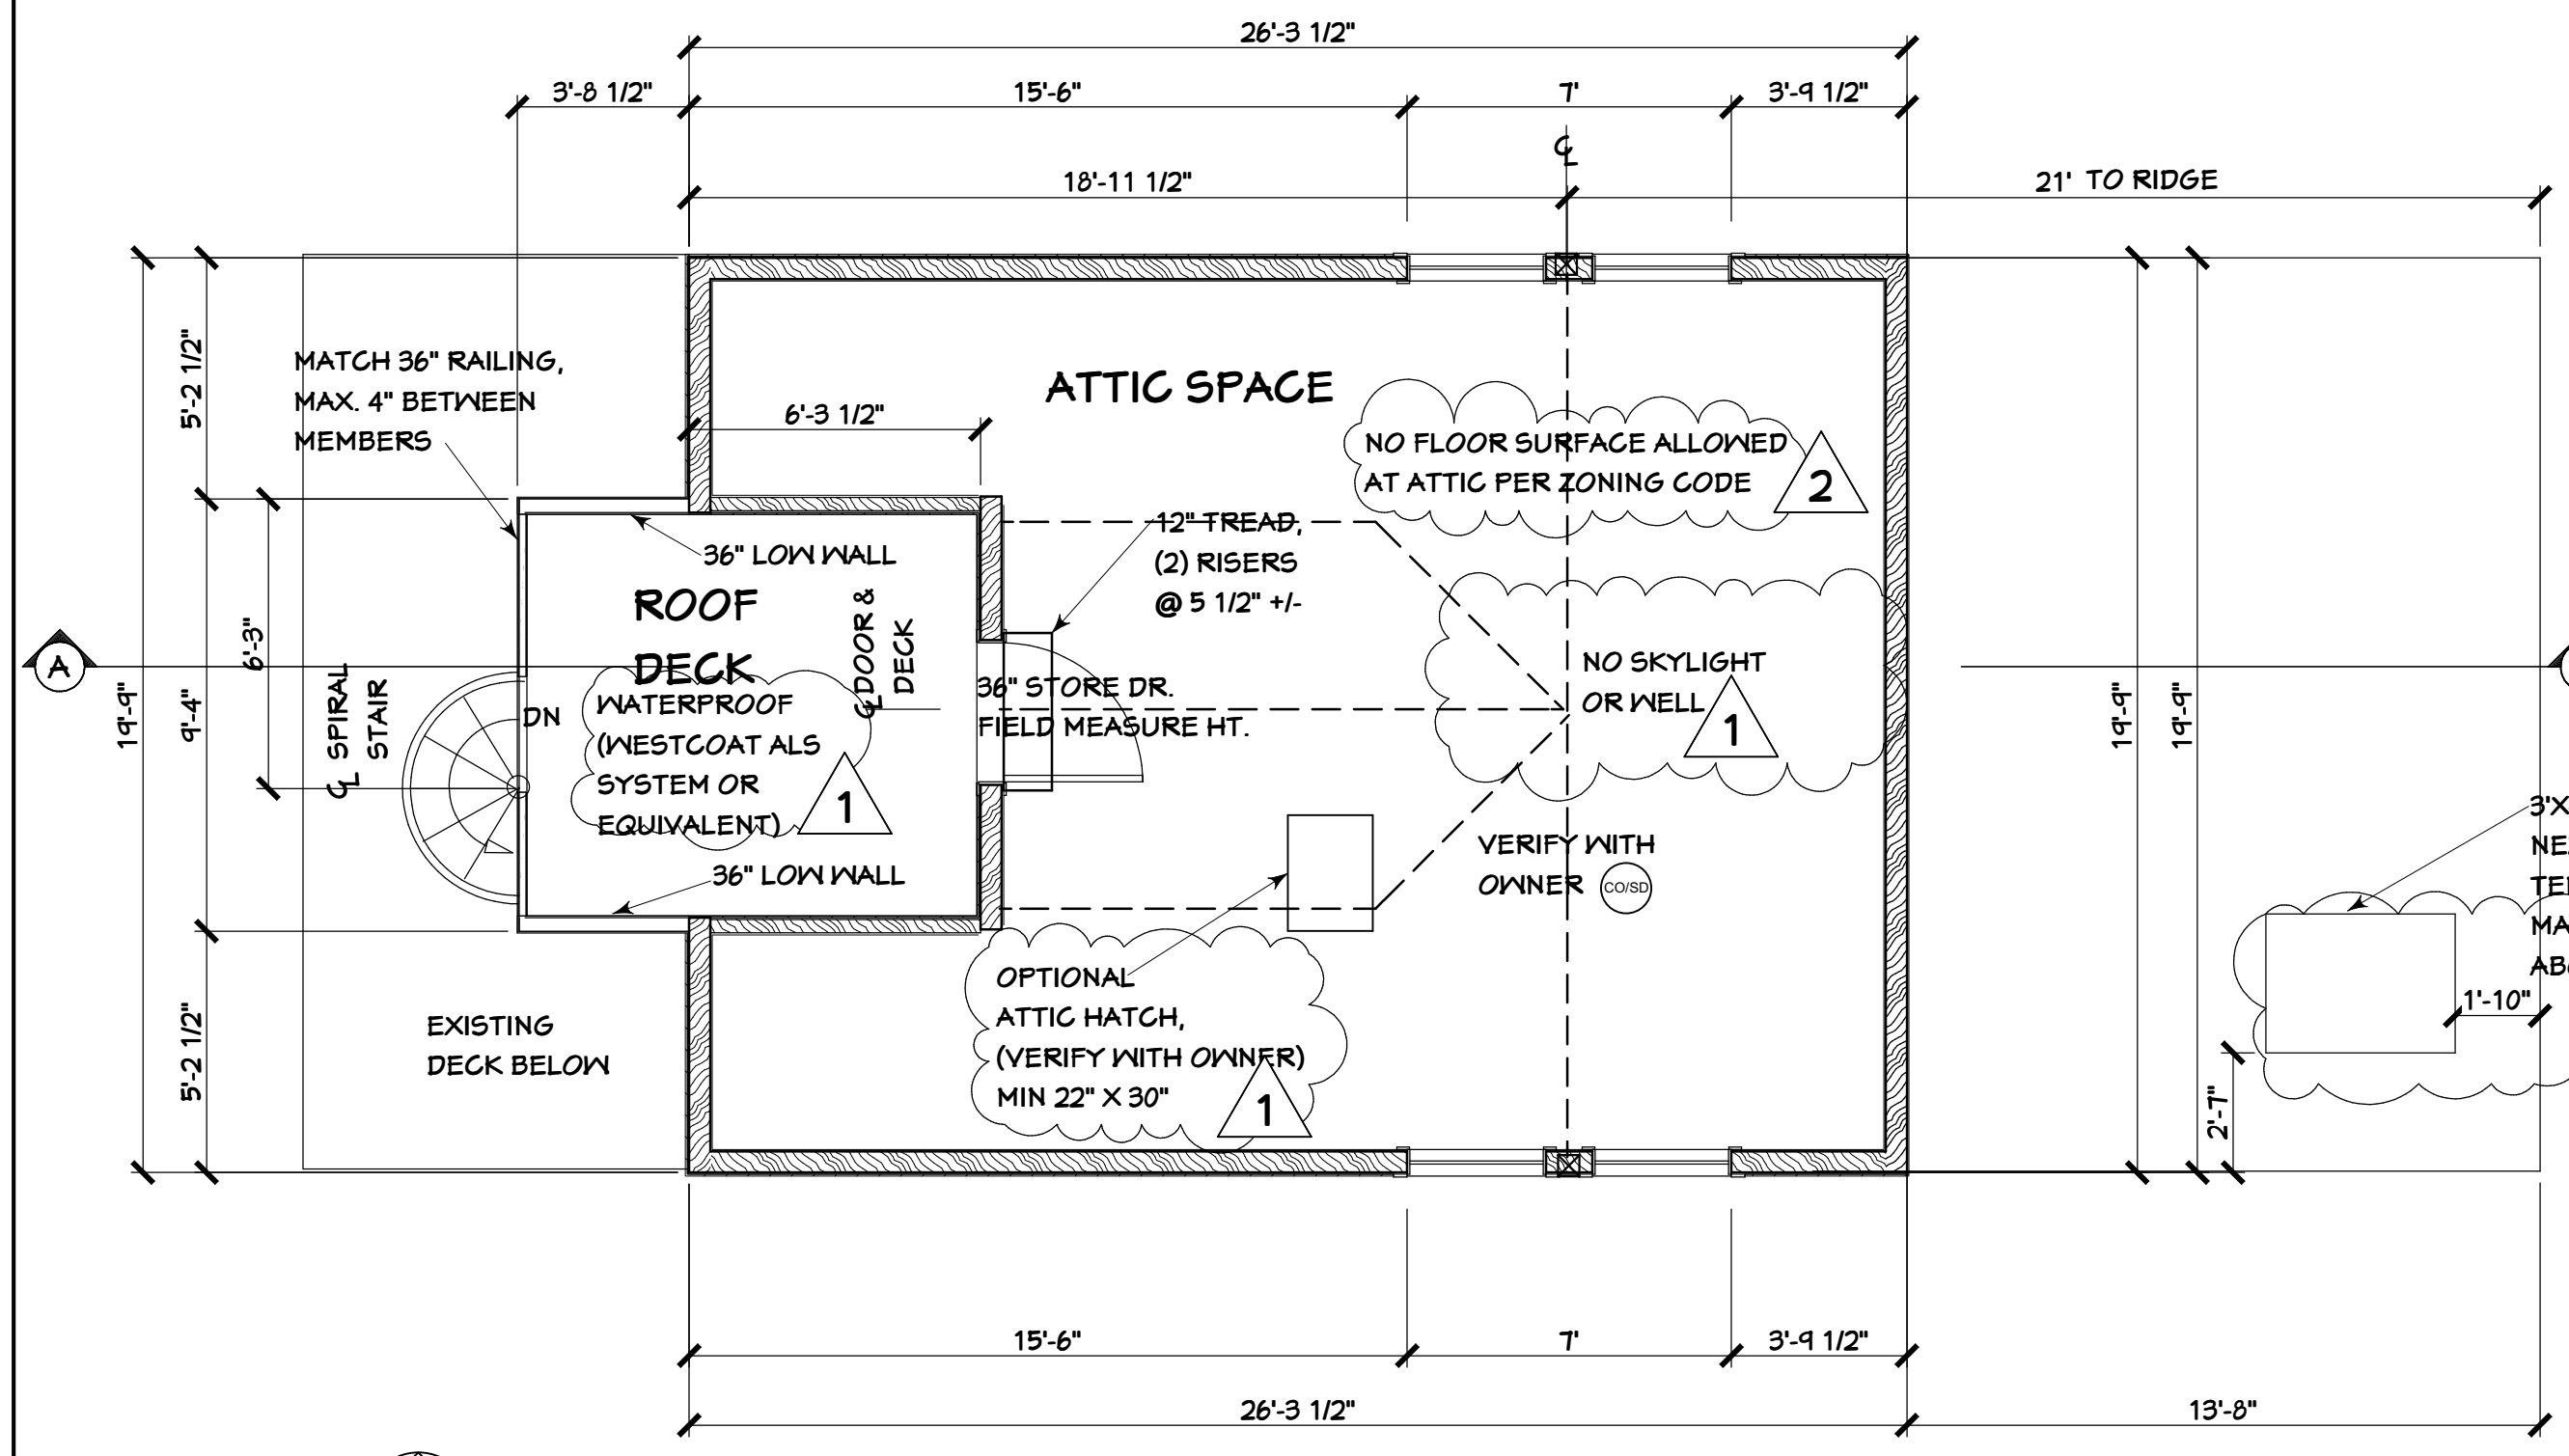 26'-3 1/2"
3'-8 1/2"
15'-6"
7'
3'-9 1/2"
℄
18'-11 1/2"
21' TO RIDGE
5'-2 1/2"
MATCH 36" RAILING,
MAX. 4" BETWEEN
MEMBERS
6'-3 1/2"
ATTIC SPACE
NO FLOOR SURFACE ALLOWED
AT ATTIC PER ZONING CODE
2
12" TREAD,
(2) RISERS
@ 5 1/2" +/-
36" LOW WALL
ROOF
DECK
℄ DOOR &
DECK
A
19'-9"
9'-4"
6'-3"
℄ SPIRAL
STAIR
DN
WATERPROOF
(WESTCOAT ALS
SYSTEM OR
EQUIVALENT)
1
36" STORE DR.
FIELD MEASURE HT.
NO SKYLIGHT
OR WELL
1
19'-9"
19'-9"
36" LOW WALL
VERIFY WITH
OWNER
CO/SD
3'X
NE
TE
MA
AB
1'-10"
2'-7"
OPTIONAL
ATTIC HATCH,
(VERIFY WITH OWNER)
MIN 22" X 30"
1
EXISTING
DECK BELOW
5'-2 1/2"
15'-6"
7'
3'-9 1/2"
26'-3 1/2"
13'-8"